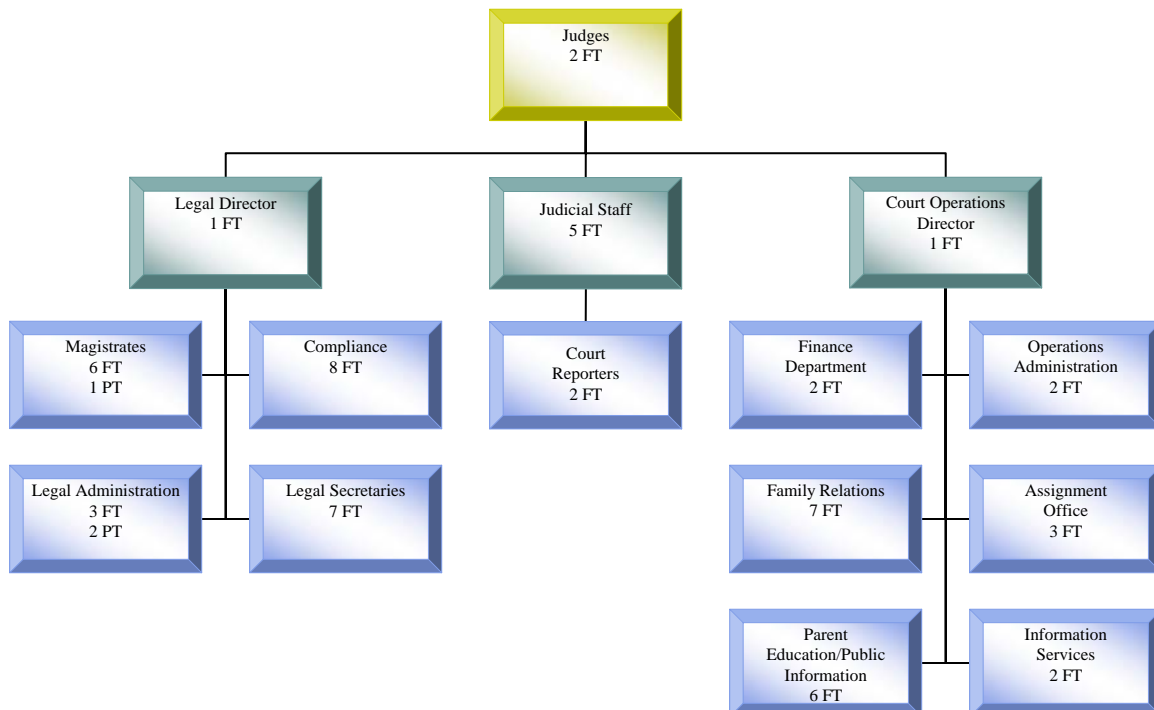 Judges
2 FT
Legal Director
1 FT
Judicial Staff
5 FT
Court Operations
Director
1 FT
Magistrates
6 FT
1 PT
Compliance
8 FT
Court
Reporters
2 FT
Finance
Department
2 FT
Operations
Administration
2 FT
Legal Administration
3 FT
2 PT
Legal Secretaries
7 FT
Family Relations
7 FT
Assignment
Office
3 FT
Parent
Education/Public
Information
6 FT
Information
Services
2 FT